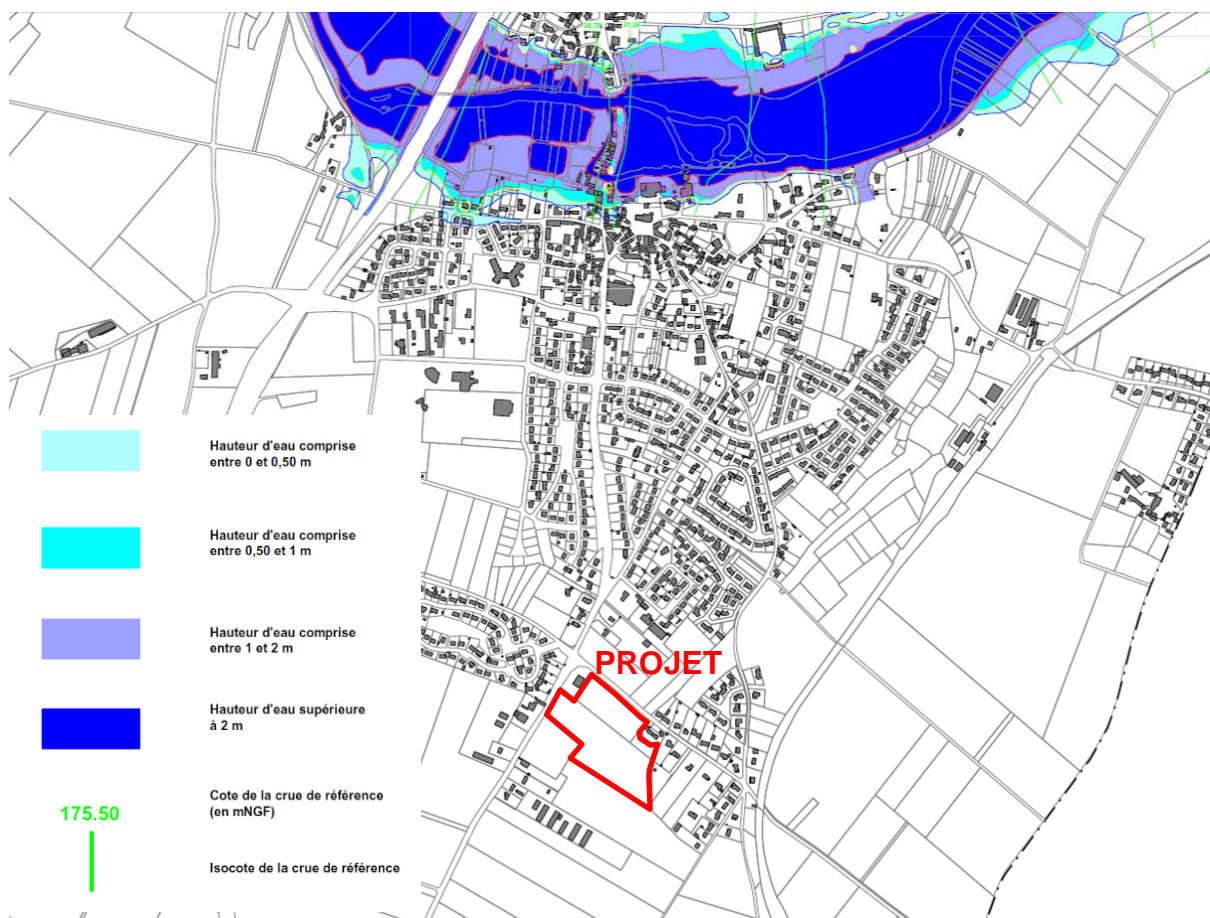 Hauteur d'eau comprise
entre 0 et 0,50 m
Hauteur d'eau comprise
entre 0,50 et 1 m
Hauteur d'eau comprise
entre 1 et 2 m
Hauteur d'eau supérieure
à 2 m
175.50
Cote de la crue de référence
(en mNGF)
Isocote de la crue de référence
PROJET